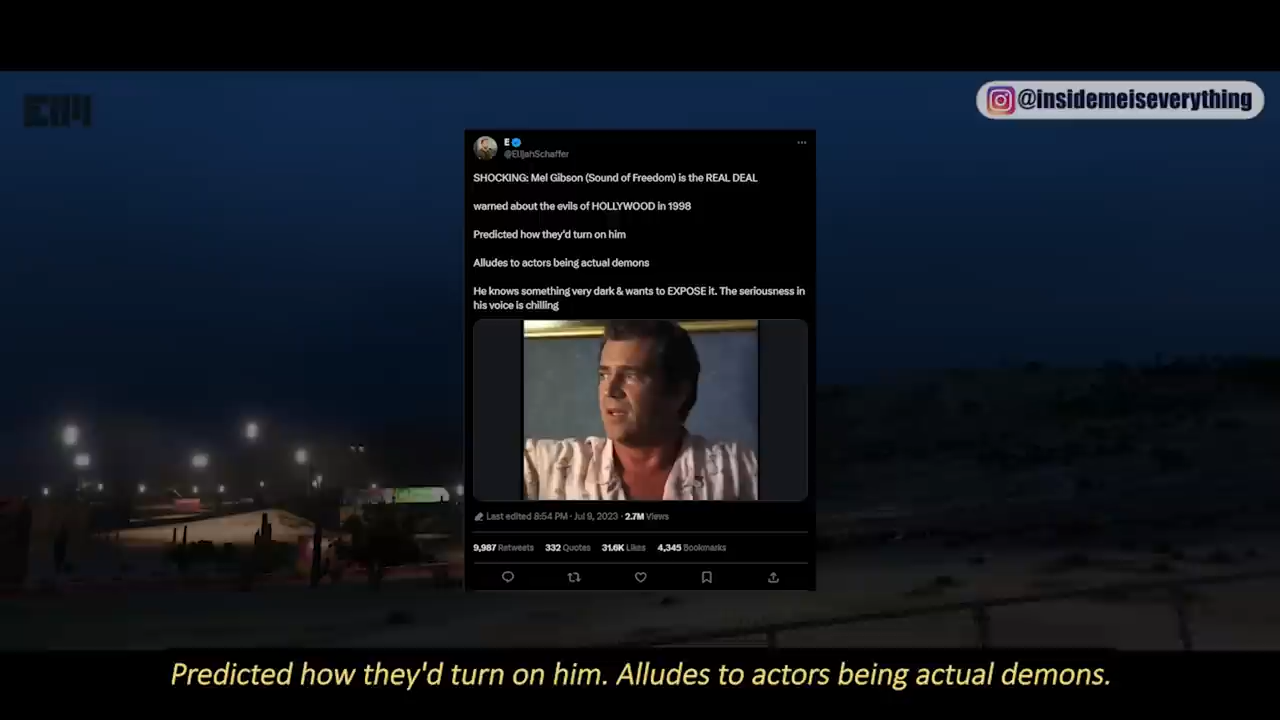 @insidemeiseverything
E
@ElijahSchaffer
SHOCKING: Mel Gibson (Sound of Freedom) is the REAL DEAL
warned about the evils of HOLLYWOOD in 1998
Predicted how they'd turn on him
Alludes to actors being actual demons
He knows something very dark & wants to EXPOSE it. The seriousness in
his voice is chilling
Last edited 8:54 PM · Jul 9, 2023 · 2.7M Views
9,987 Retweets 332 Quotes 31.6K Likes 4,345 Bookmarks
Predicted how they'd turn on him. Alludes to actors being actual demons.